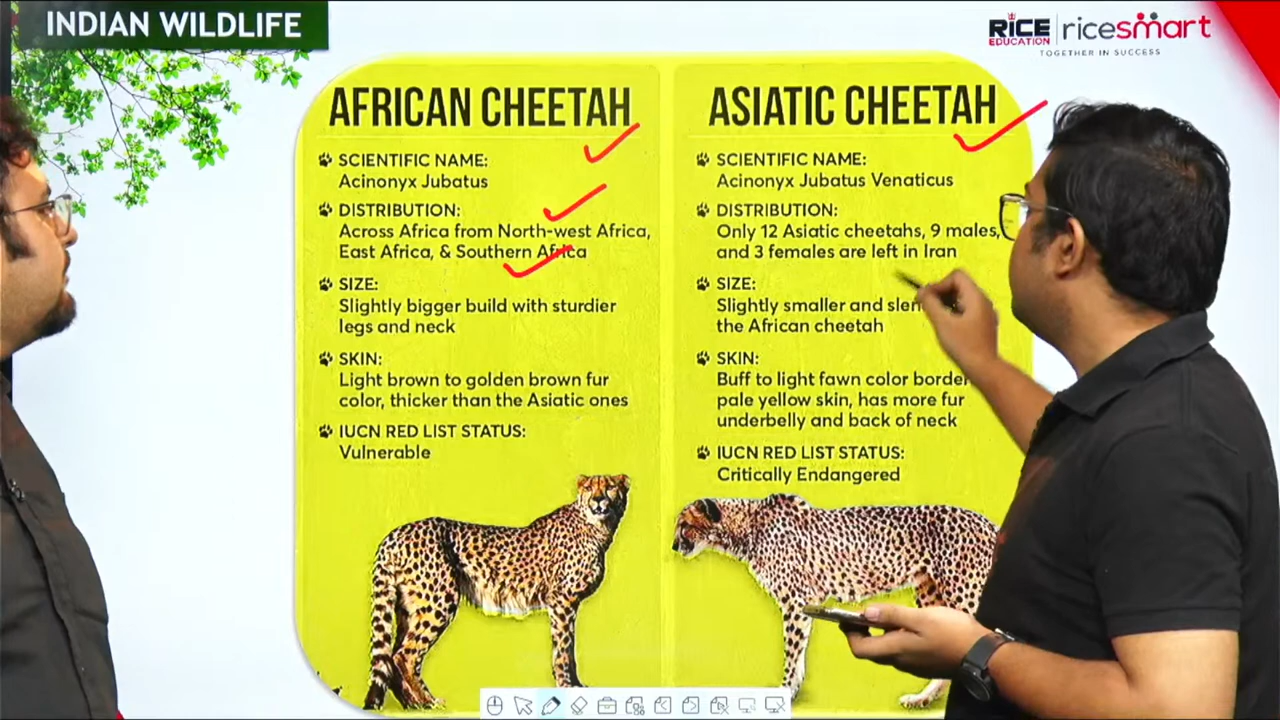 INDIAN WILDLIFE
RICE
EDUCATION
ricesmart
TOGETHER IN SUCCESS
AFRICAN CHEETAH
SCIENTIFIC NAME:
Acinonyx Jubatus
DISTRIBUTION:
Across Africa from North-west Africa,
East Africa, & Southern Africa
SIZE:
Slightly bigger build with sturdier
legs and neck
SKIN:
Light brown to golden brown fur
color, thicker than the Asiatic ones
IUCN RED LIST STATUS:
Vulnerable
ASIATIC CHEETAH
SCIENTIFIC NAME:
Acinonyx Jubatus Venaticus
DISTRIBUTION:
Only 12 Asiatic cheetahs, 9 males,
and 3 females are left in Iran
SIZE:
Slightly smaller and
the African cheetah
SKIN:
Buff to light fawn color
pale yellow skin, has more fur
underbelly and back of neck
IUCN RED LIST STATUS:
Critically Endangered